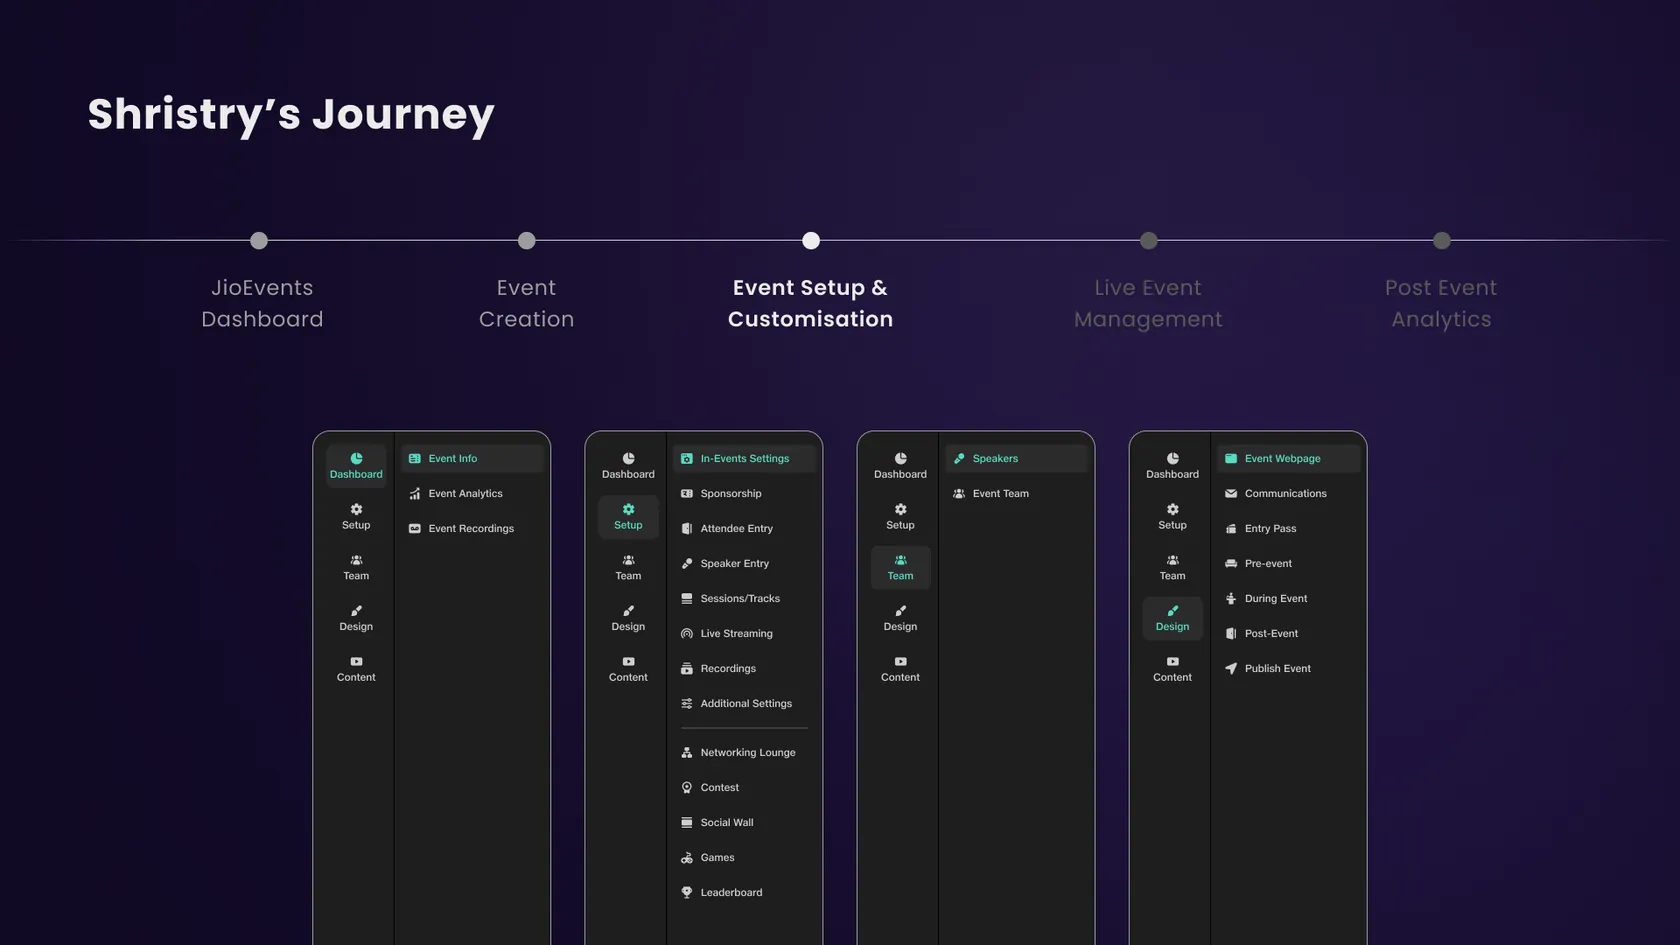 Shristry’s Journey
JioEvents
Dashboard
Event
Creation
Event Setup &
Customisation
Live Event
Management
Post Event
Analytics
Dashboard
Setup
Team
Design
Content
Event Info
Event Analytics
Event Recordings
Dashboard
Setup
Team
Design
Content
In-Events Settings
Sponsorship
Attendee Entry
Speaker Entry
Sessions/Tracks
Live Streaming
Recordings
Additional Settings
Networking Lounge
Contest
Social Wall
Games
Leaderboard
Dashboard
Setup
Team
Design
Content
Speakers
Event Team
Dashboard
Setup
Team
Design
Content
Event Webpage
Communications
Entry Pass
Pre-event
During Event
Post-Event
Publish Event